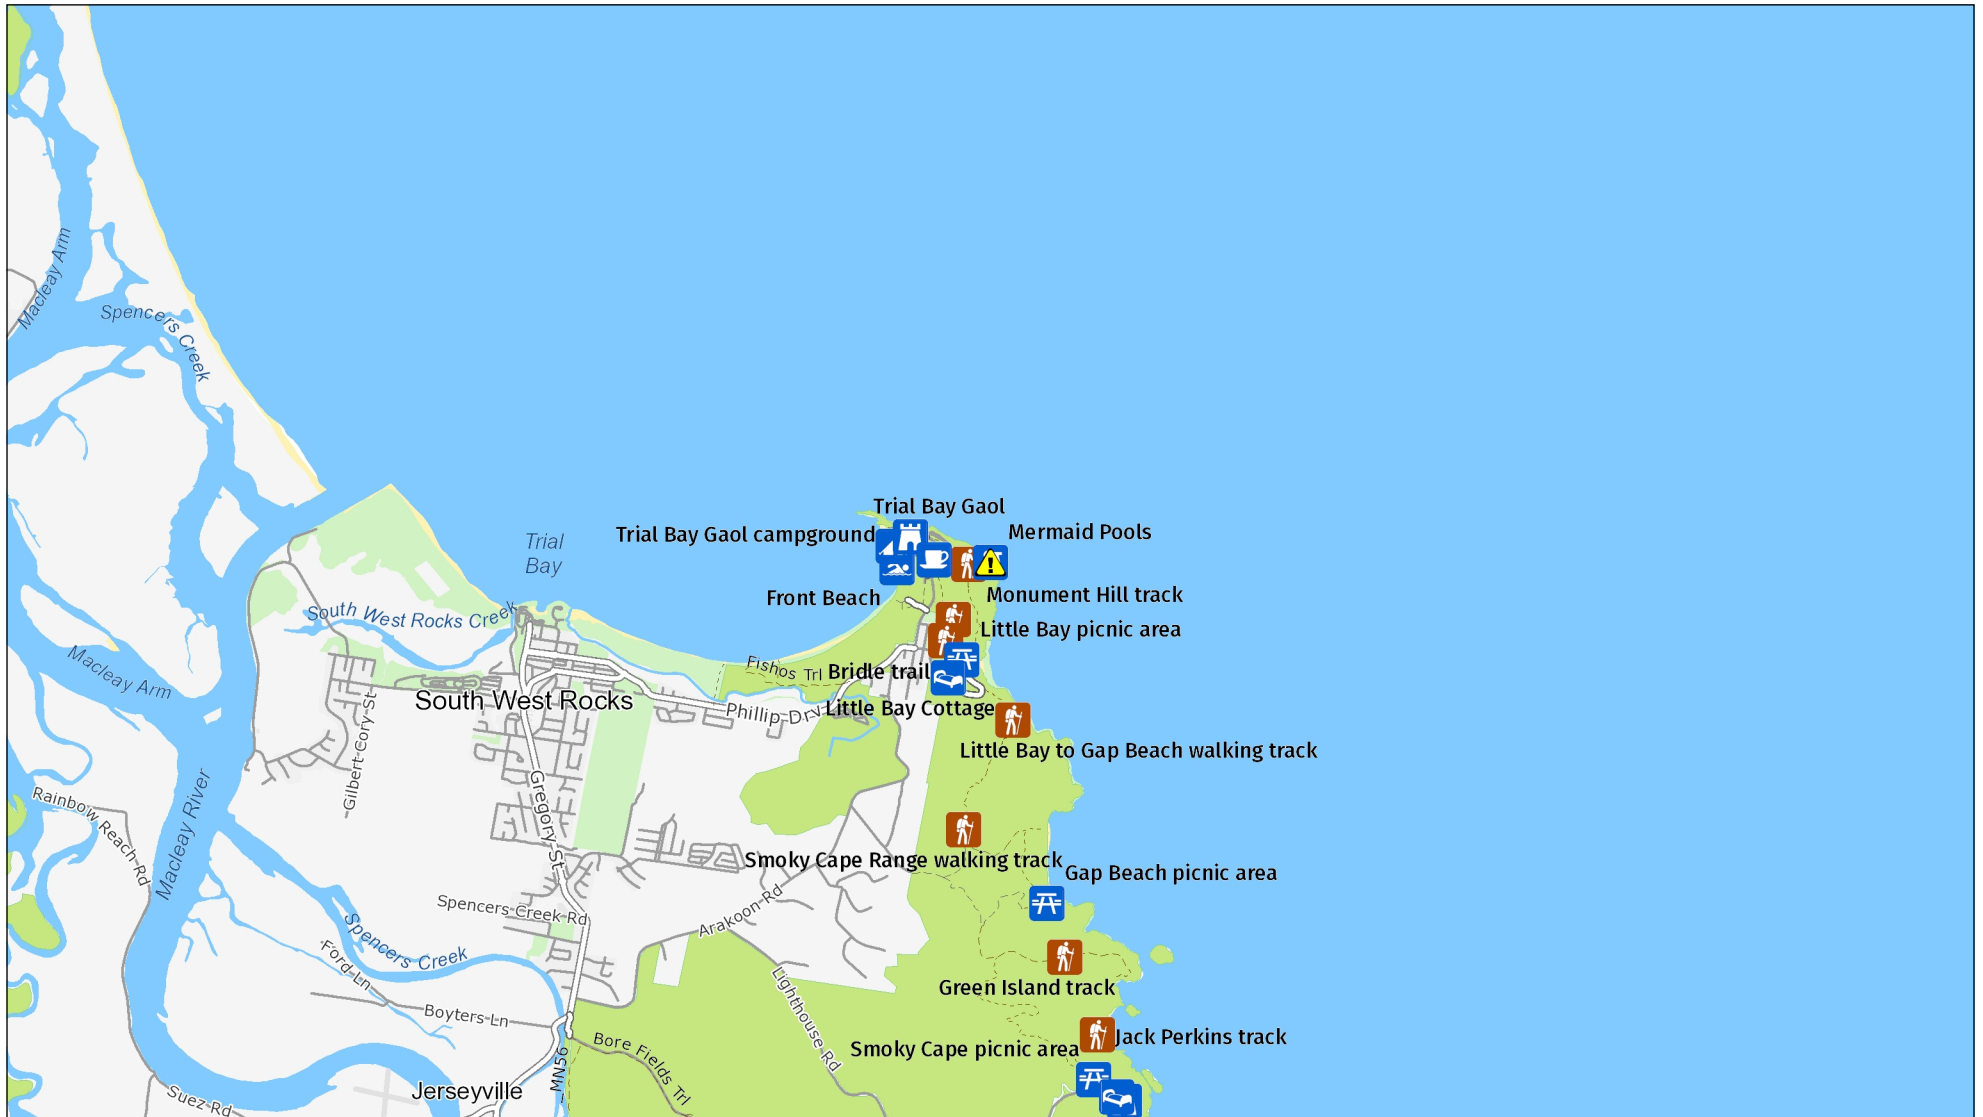 Macleay Arm
Spencers Creek
Trial Bay Gaol
Trial Bay Gaol campground
Mermaid Pools
Trial
Bay
Front Beach
Monument Hill track
South West Rocks Creek
Little Bay picnic area
Macleay Arm
Fishos Trl
Bridle trail
South West Rocks
Phillip Drv
Little Bay Cottage
Gilbert Cory St
Little Bay to Gap Beach walking track
Rainbow Reach Rd
Macleay River
Gregory St
Smoky Cape Range walking track
Gap Beach picnic area
Spencers Creek Rd
Arakoon Rd
Spencers Creek
Ford Ln
Green Island track
Lighthouse Rd
Boyters Ln
Jack Perkins track
Bore Fields Trl
Smoky Cape picnic area
MN56
Jerseyville
Suez Rd